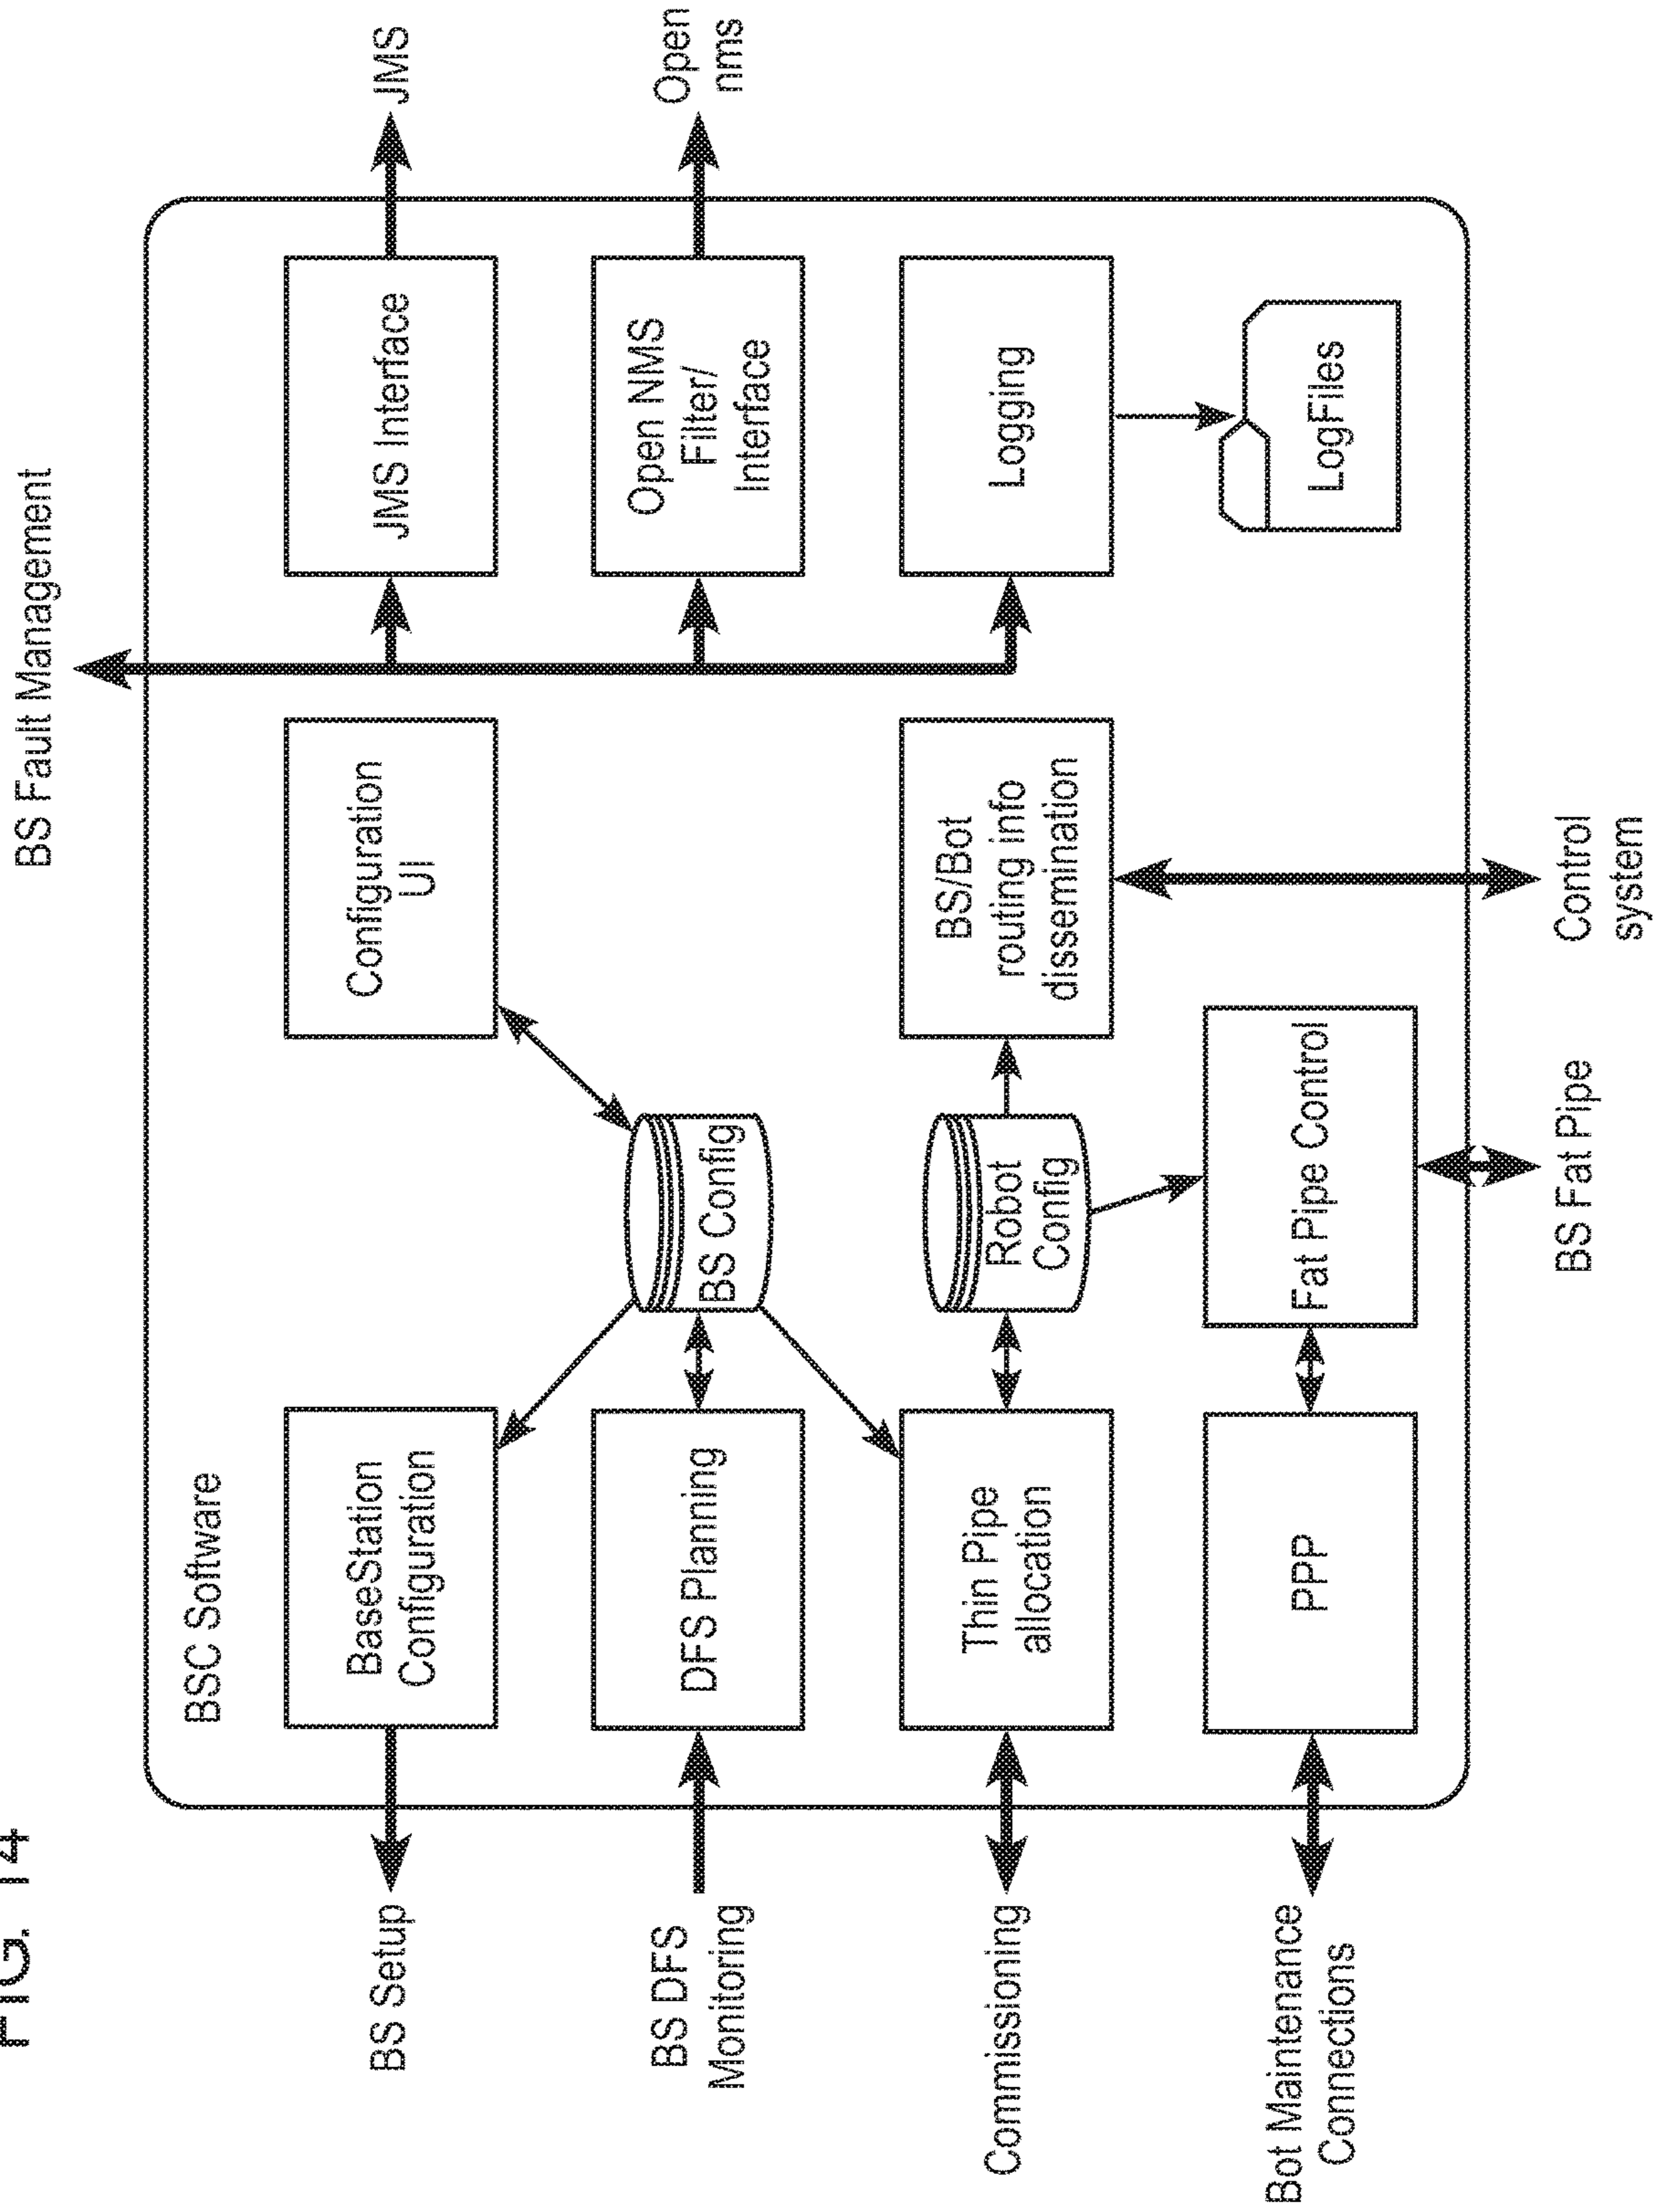 FIG. 14
BSC Software
BS Fault Management
BS Setup
BaseStation
Configuration
Configuration
UI
JMS Interface
JMS
BS DFS
Monitoring
DFS Planning
BS Config
Open NMS
Filter/
Interface
Open
nms
Commissioning
Thin Pipe
allocation
Robot
Config
BS/Bot
routing info
dissemination
Logging
Bot Maintenance
Connections
PPP
Fat Pipe Control
LogFiles
BS Fat Pipe
Control
system